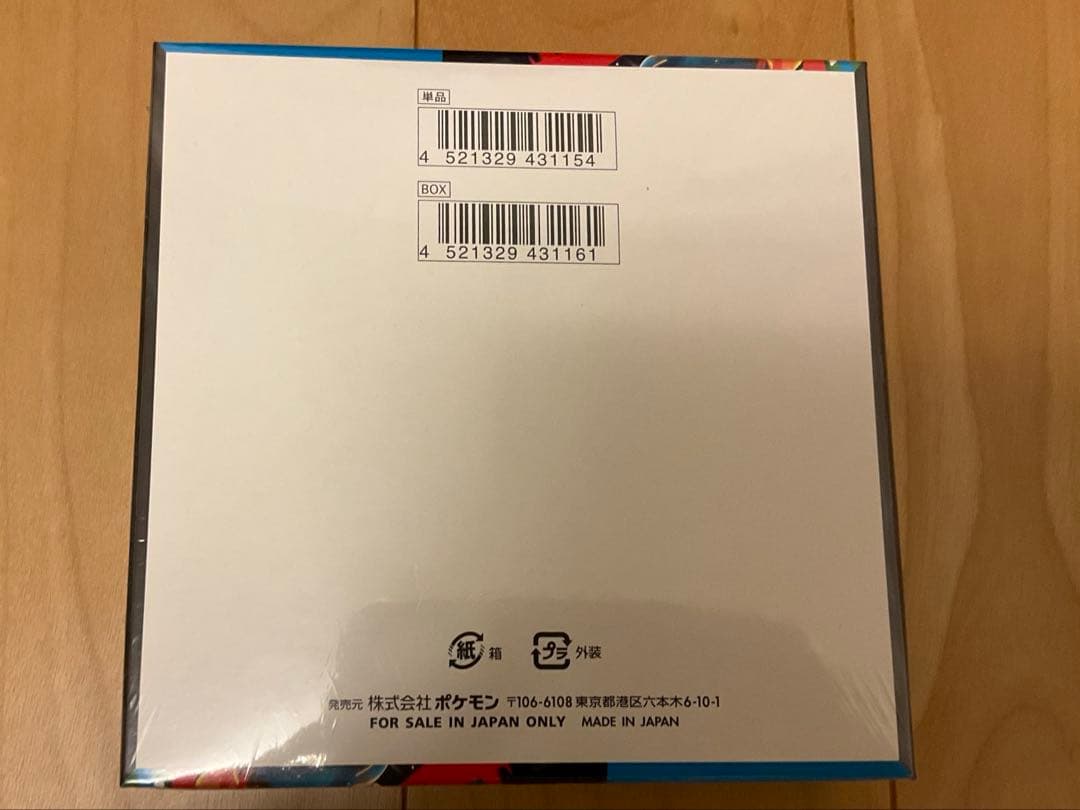 単品
4 521329 431154
BOX
4 521329 431161
紙 箱 プラ 外装
発売元 株式会社 ポケモン 〒106-6108 東京都港区六本木6-10-1
FOR SALE IN JAPAN ONLY MADE IN JAPAN